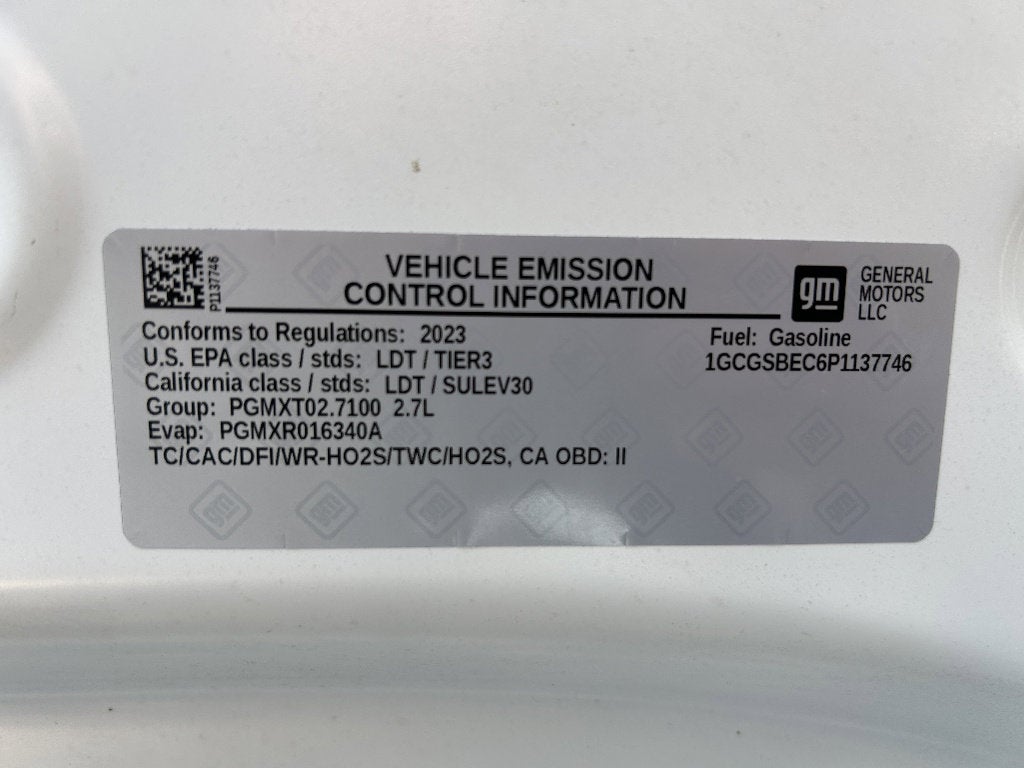 P1137746
VEHICLE EMISSION
CONTROL INFORMATION
gm
GENERAL
MOTORS
LLC
Conforms to Regulations: 2023
Fuel: Gasoline
U.S. EPA class / stds: LDT / TIER3
1GCGSBEC6P1137746
California class / stds: LDT / SULEV30
Group: PGMXT02.7100 2.7L
Evap: PGMXR016340A
TC/CAC/DFI/WR-HO2S/TWC/HO2S, CA OBD: II